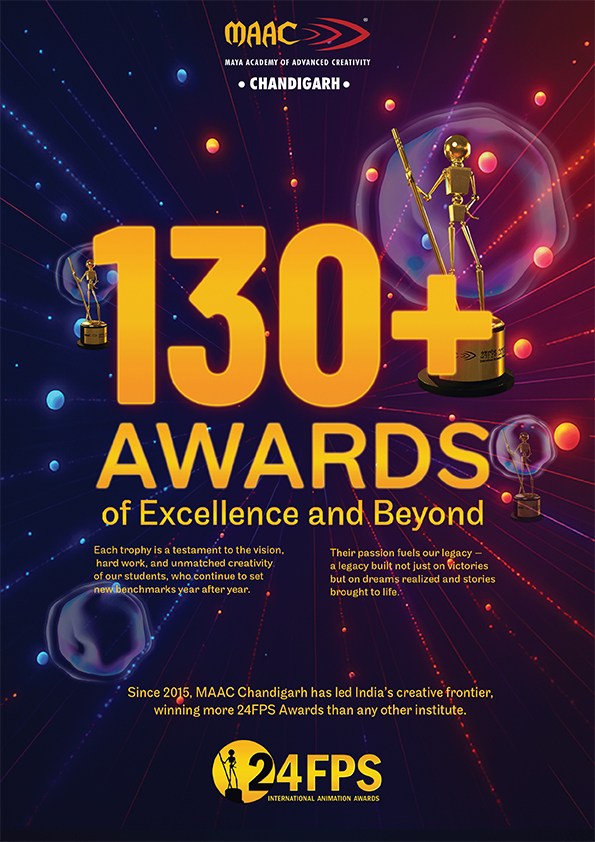 MAAC
MAYA ACADEMY OF ADVANCED CREATIVITY
• CHANDIGARH •
130+
AWARDS
of Excellence and Beyond
Each trophy is a testament to the vision,
hard work, and unmatched creativity
of our students, who continue to set
new benchmarks year after year.
Their passion fuels our legacy —
a legacy built not just on victories
but on dreams realized and stories
brought to life.
Since 2015, MAAC Chandigarh has led India's creative frontier,
winning more 24FPS Awards than any other institute.
24FPS
INTERNATIONAL ANIMATION AWARDS